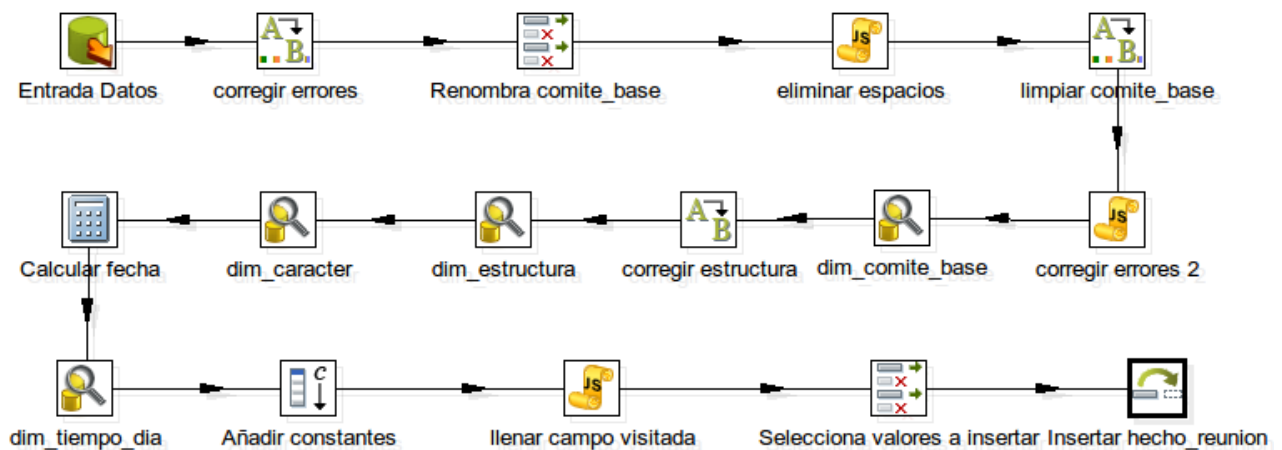 Entrada Datos
corregir errores
Renombra comite_base
eliminar espacios
limpiar comite_base
Calcular fecha
dim_caracter
dim_estructura
corregir estructura
dim_comite_base
corregir errores 2
dim_tiempo_dia
Añadir constantes
llenar campo visitada
Selecciona valores a insertar
Insertar hecho_reunion